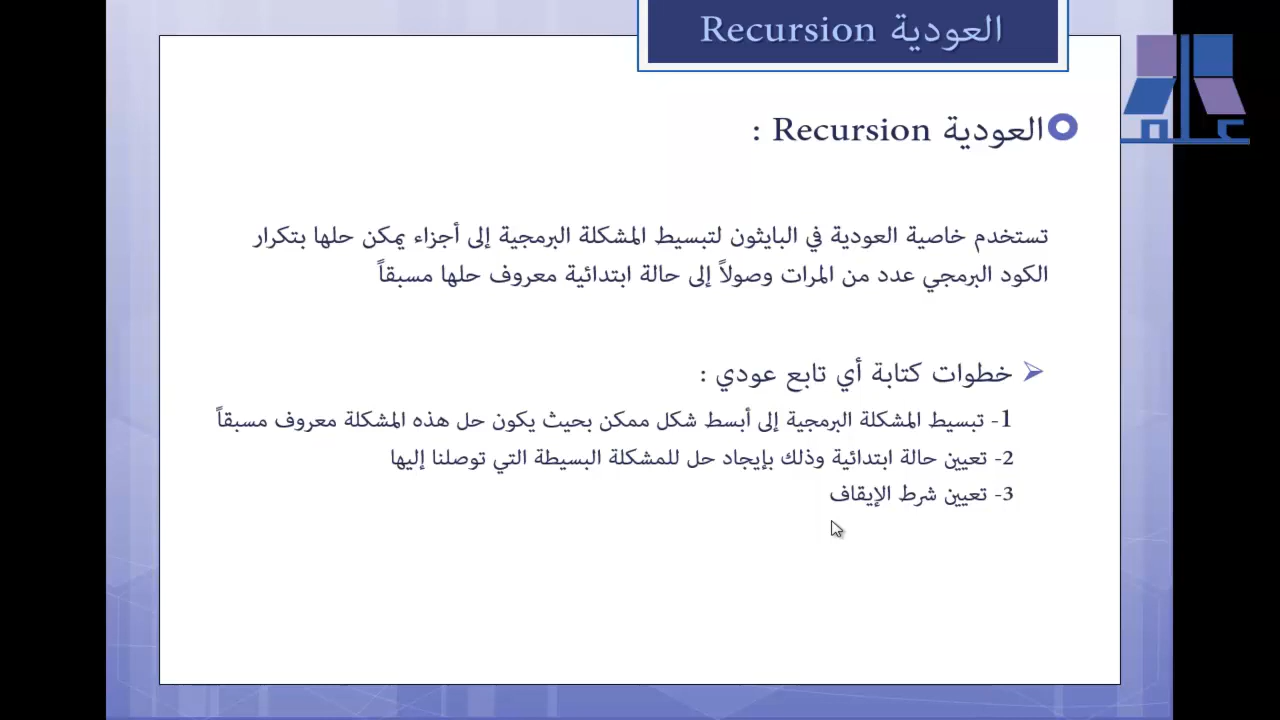 العودية Recursion
علم
العودية Recursion :
تستخدم خاصية العودية في البايثون لتبسيط المشكلة البرمجية إلى أجزاء يمكن حلها بتكرار
الكود البرمجي عدد من المرات وصولاً إلى حالة ابتدائية معروف حلها مسبقاً
خطوات كتابة أي تابع عودي :
1- تبسيط المشكلة البرمجية إلى أبسط شكل ممكن بحيث يكون حل هذه المشكلة معروف مسبقاً
2- تعيين حالة ابتدائية وذلك بإيجاد حل للمشكلة البسيطة التي توصلنا إليها
3- تعيين شرط الإيقاف